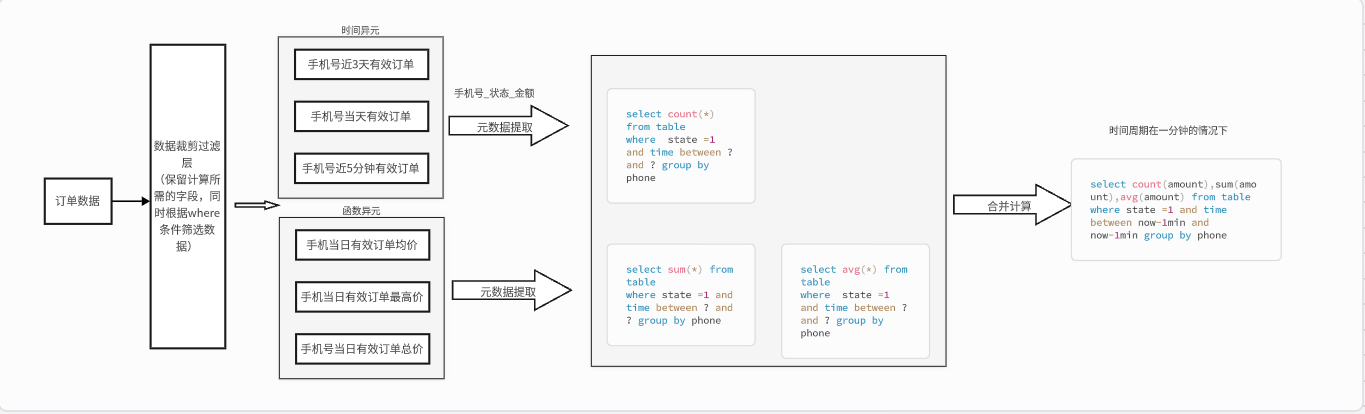 订单数据
数据裁剪过滤
层
（保留计算所
需的字段，同
时根据where
条件筛选数
据）
时间异元
手机号近3天有效订单
手机号当天有效订单
手机号近5分钟有效订单
函数异元
手机当日有效订单均价
手机当日有效订单最高价
手机号当日有效订单总价
手机号_状态_金额
元数据提取
元数据提取
select count(*)
from table
where  state =1
and time between ?
and ? group by
phone
select sum(*) from
table
where state =1 and
time between ? and
? group by phone
select avg(*) from
table
where  state =1
and time between ?
and ? group by
phone
合并计算
时间周期在一分钟的情况下
select count(amount),sum(amo
unt),avg(amount) from table
where state =1 and time
between now-1min and
now-1min group by phone